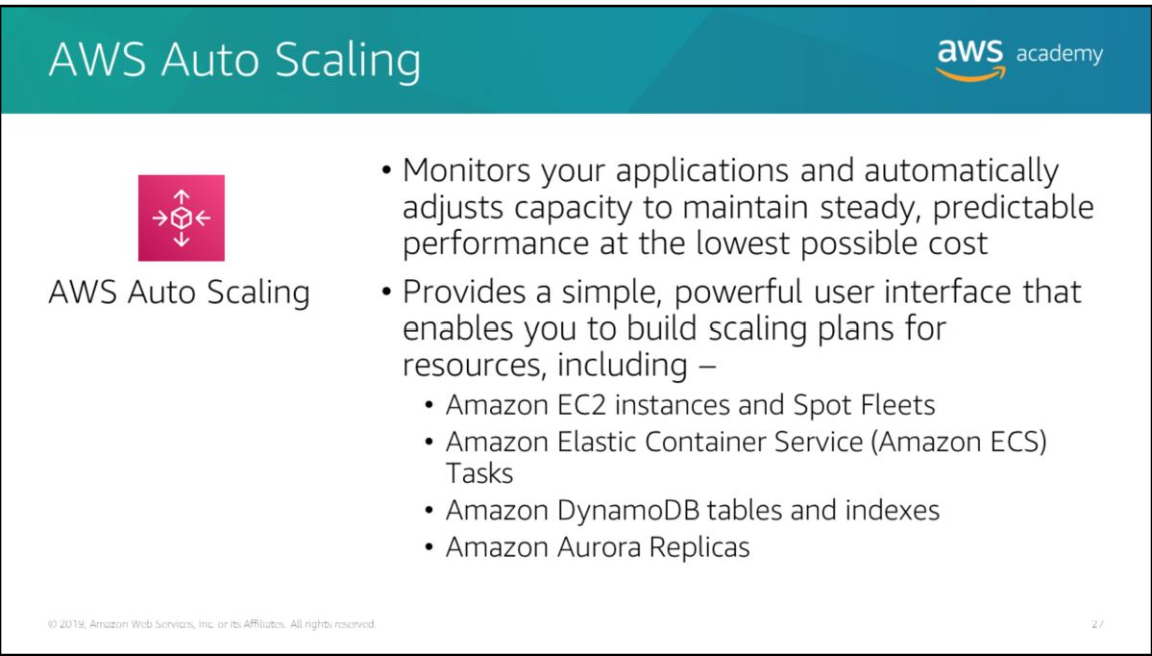 AWS Auto Scaling
aws academy
AWS Auto Scaling
• Monitors your applications and automatically
adjusts capacity to maintain steady, predictable
performance at the lowest possible cost
• Provides a simple, powerful user interface that
enables you to build scaling plans for
resources, including –
• Amazon EC2 instances and Spot Fleets
• Amazon Elastic Container Service (Amazon ECS)
Tasks
• Amazon DynamoDB tables and indexes
• Amazon Aurora Replicas
© 2019, Amazon Web Services, Inc. or its Affiliates. All rights reserved.
27